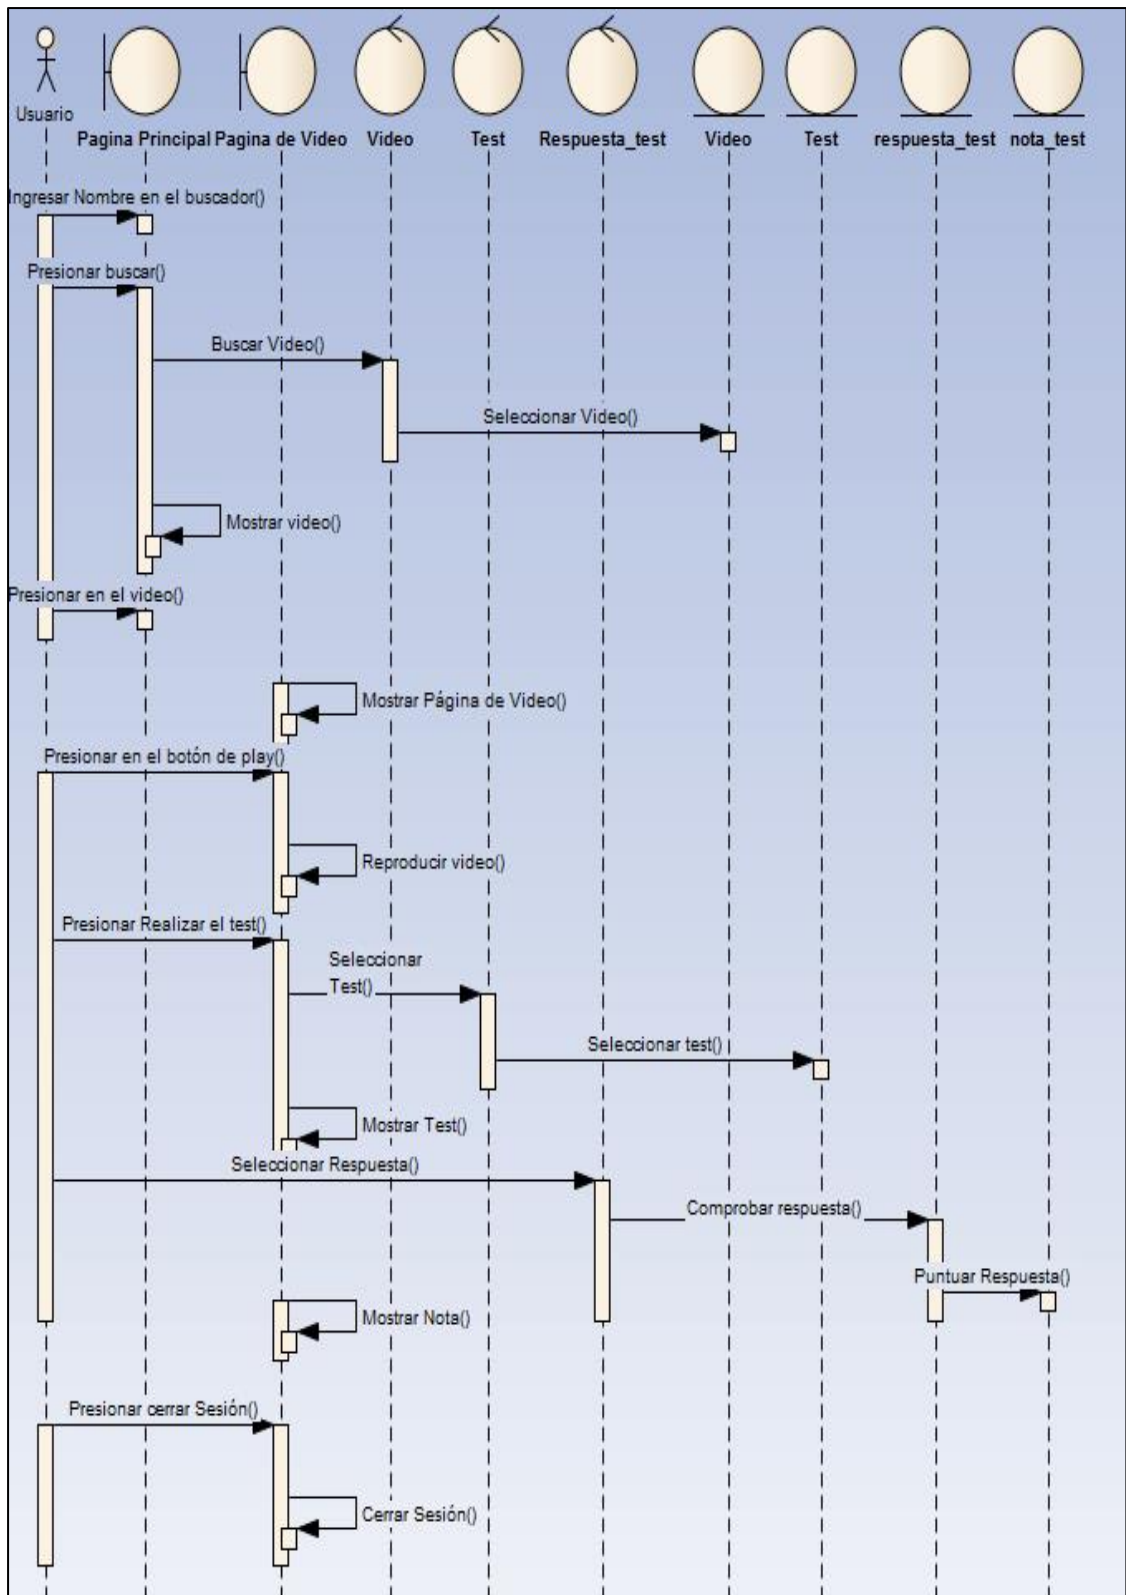 Usuario
Pagina Principal
Pagina de Video
Video
Test
Respuesta_test
Video
Test
respuesta_test
nota_test
Ingresar Nombre en el buscador()
Presionar buscar()
Buscar Video()
Seleccionar Video()
Mostrar video()
Presionar en el video()
Mostrar Página de Video()
Presionar en el botón de play()
Reproducir video()
Presionar Realizar el test()
Seleccionar
Test()
Seleccionar test()
Mostrar Test()
Seleccionar Respuesta()
Comprobar respuesta()
Puntuar Respuesta()
Mostrar Nota()
Presionar cerrar Sesión()
Cerrar Sesión()